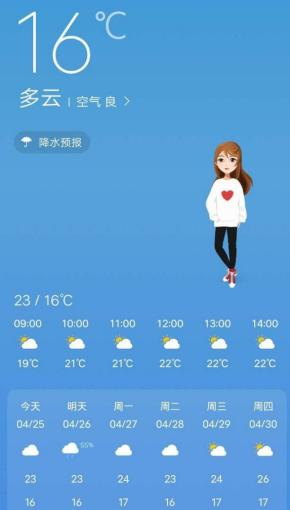 16°C
多云 | 空气 良 >
降水预报
23 / 16℃
09:00 10:00 11:00 12:00 13:00 14:00
19℃ 21℃ 21℃ 22℃ 22℃ 22℃
今天 明天 周一 周二 周三 周四
04/25 04/26 04/27 04/28 04/29 04/30
55%
23 23 23 24 24 26
16 16 16 17 17 17